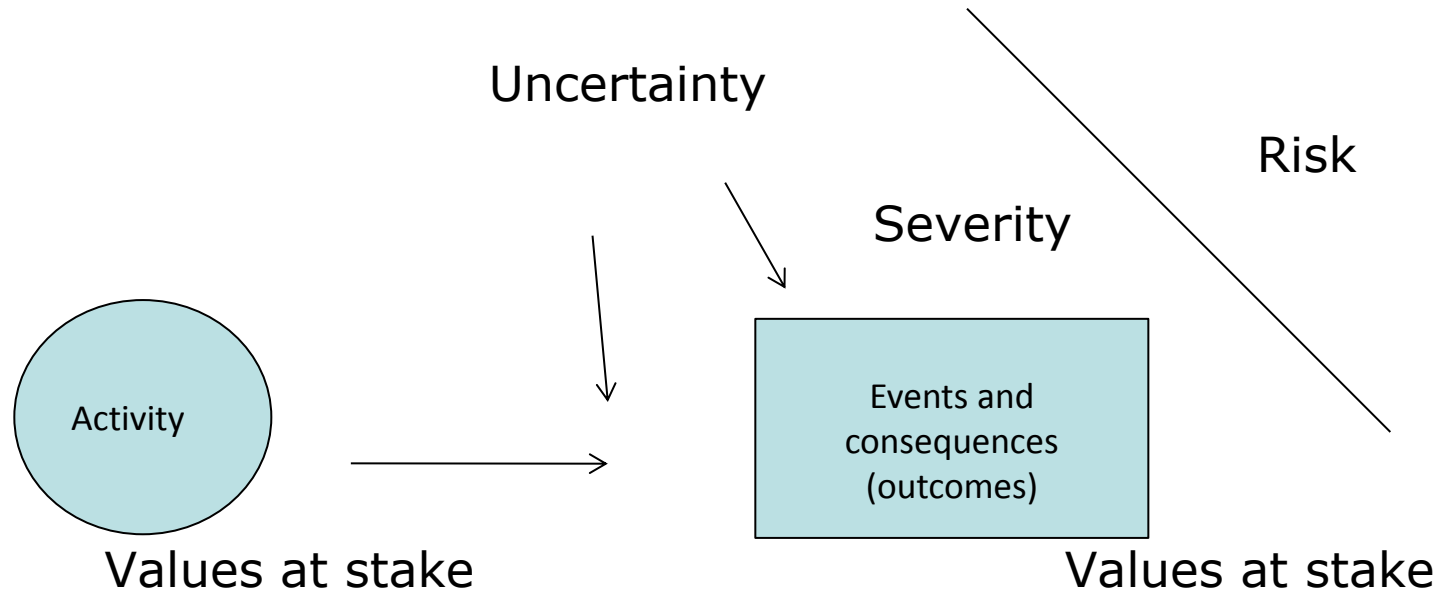 Uncertainty
Risk
Severity
Activity
Events and
consequences
(outcomes)
Values at stake
Values at stake